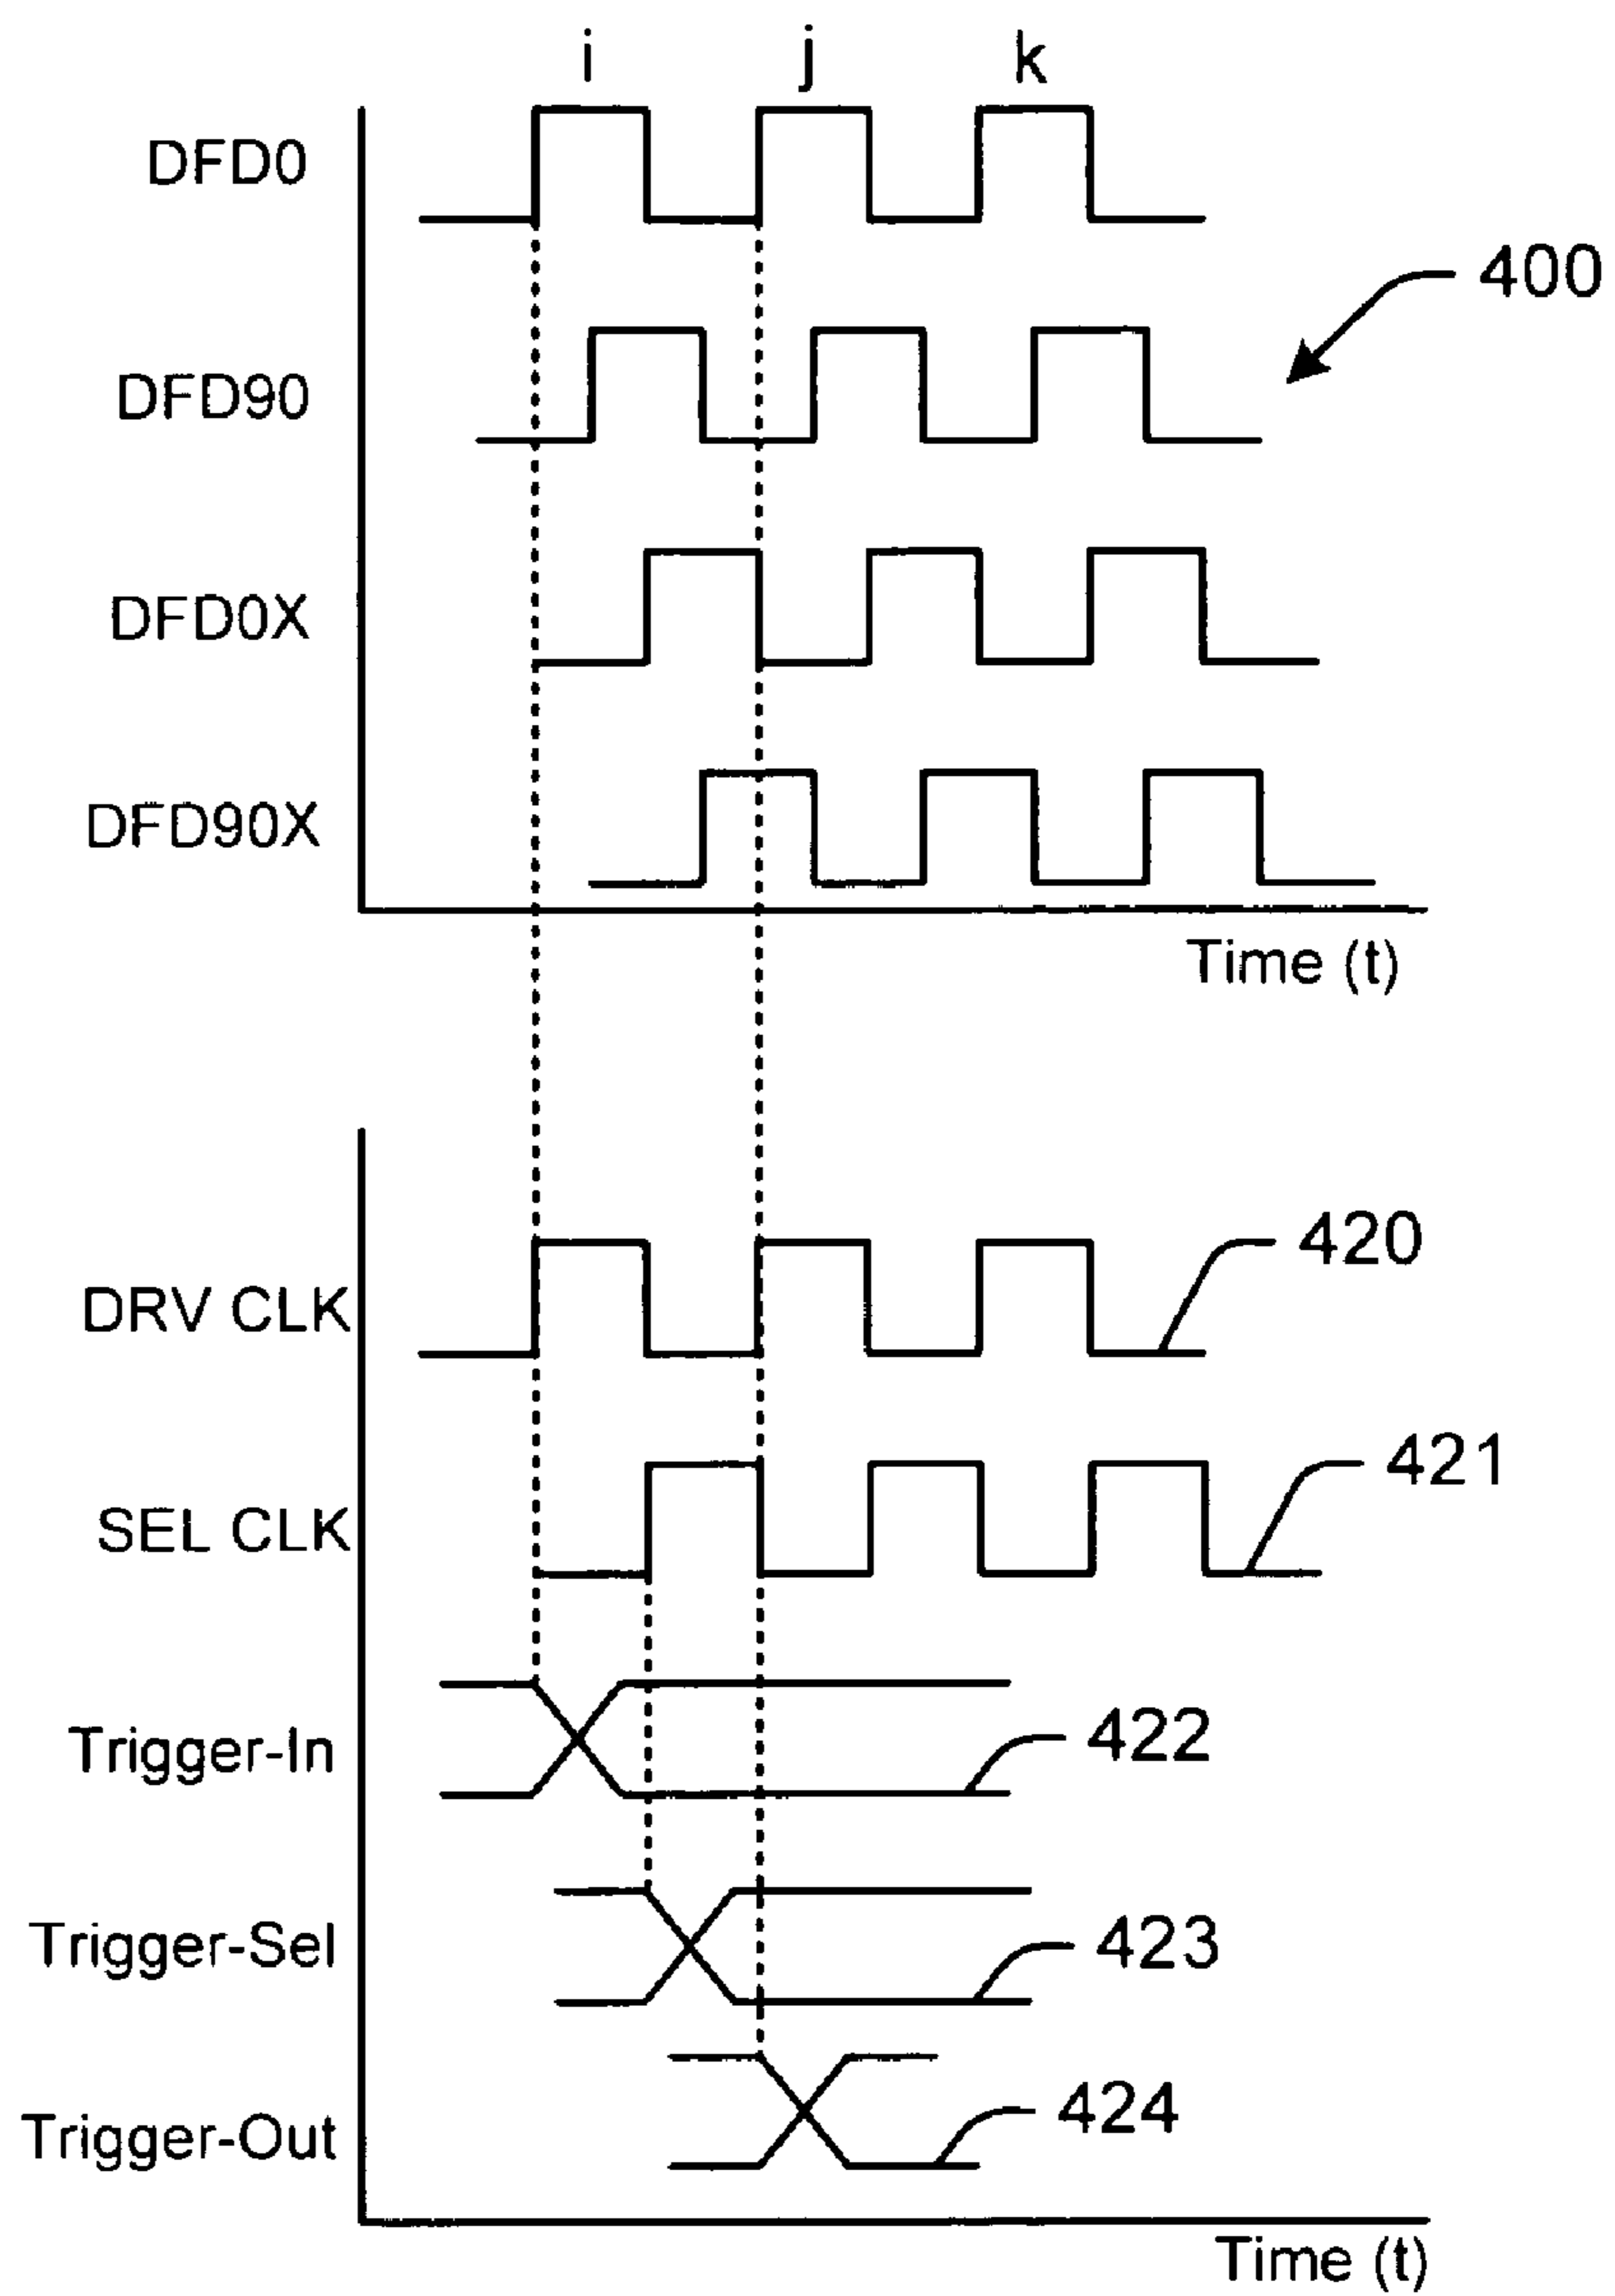 i j k
DFD0
400
DFD90
DFD0X
DFD90X
Time (t)
420
DRV CLK
421
SEL CLK
422
Trigger-In
423
Trigger-Sel
424
Trigger-Out
Time (t)